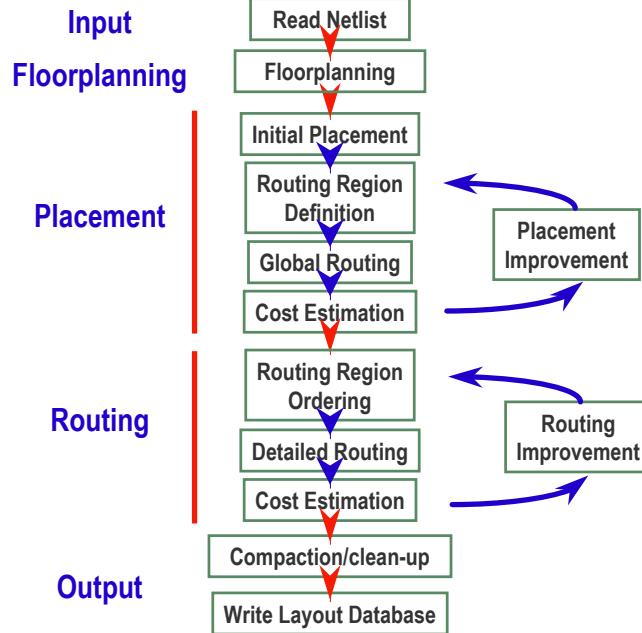 Input
Read Netlist
Floorplanning
Floorplanning
Initial Placement
Placement
Routing Region
Definition
Global Routing
Cost Estimation
Placement
Improvement
Routing
Routing Region
Ordering
Detailed Routing
Cost Estimation
Routing
Improvement
Output
Compaction/clean-up
Write Layout Database